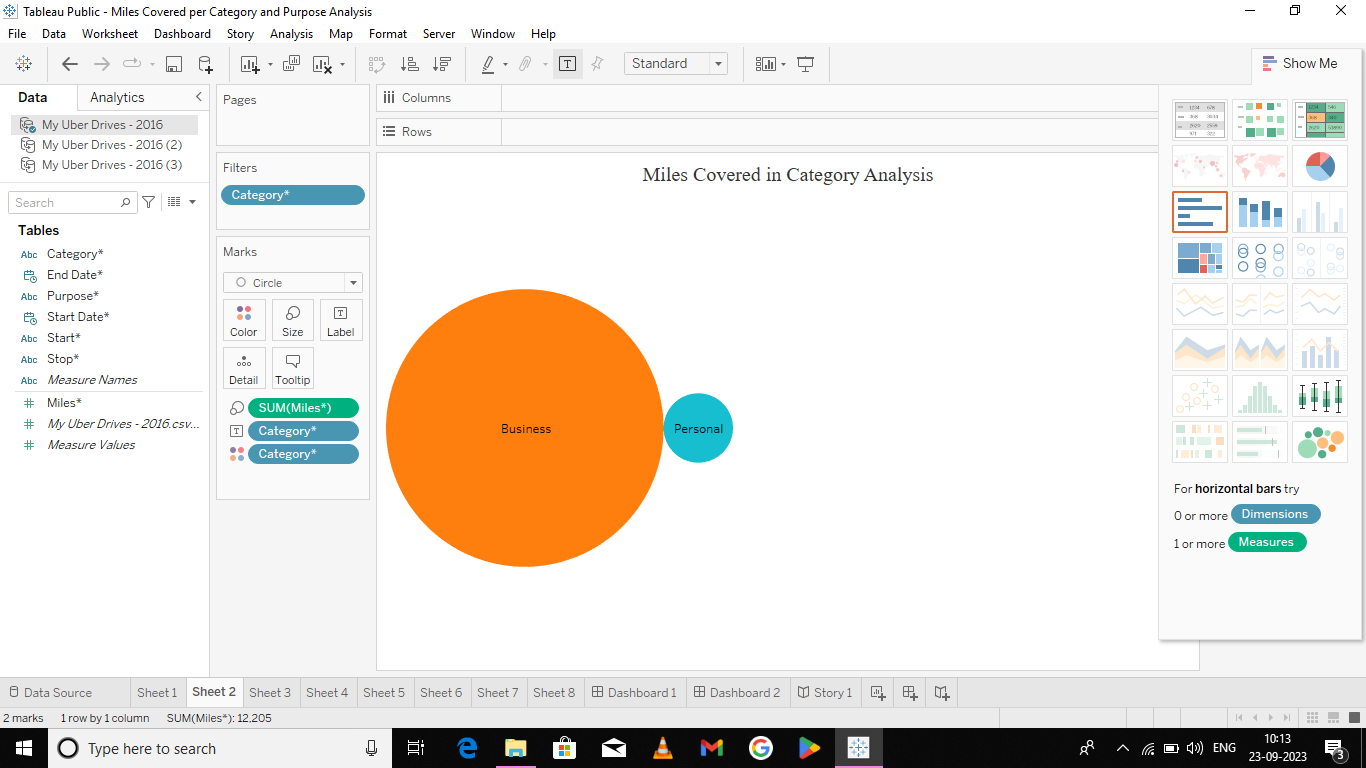 Tableau Public - Miles Covered per Category and Purpose Analysis
File Data Worksheet Dashboard Story Analysis Map Format Server Window Help
Standard
Show Me
Data Analytics
My Uber Drives - 2016
My Uber Drives - 2016 (2)
My Uber Drives - 2016 (3)
Search
Tables
Abc Category*
End Date*
Abc Purpose*
Start Date*
Abc Start*
Abc Stop*
Abc Measure Names
Miles*
My Uber Drives - 2016.csv...
Measure Values
Pages
Filters
Category*
Marks
Circle
Color Size Label
Detail Tooltip
SUM(Miles*)
Category*
Category*
Columns
Rows
Miles Covered in Category Analysis
Business
Personal
For horizontal bars try
0 or more Dimensions
1 or more Measures
Data Source Sheet 1 Sheet 2 Sheet 3 Sheet 4 Sheet 5 Sheet 6 Sheet 7 Sheet 8 Dashboard 1 Dashboard 2 Story 1
2 marks 1 row by 1 column SUM(Miles*): 12,205
Type here to search
ENG
10:13
23-09-2023
3